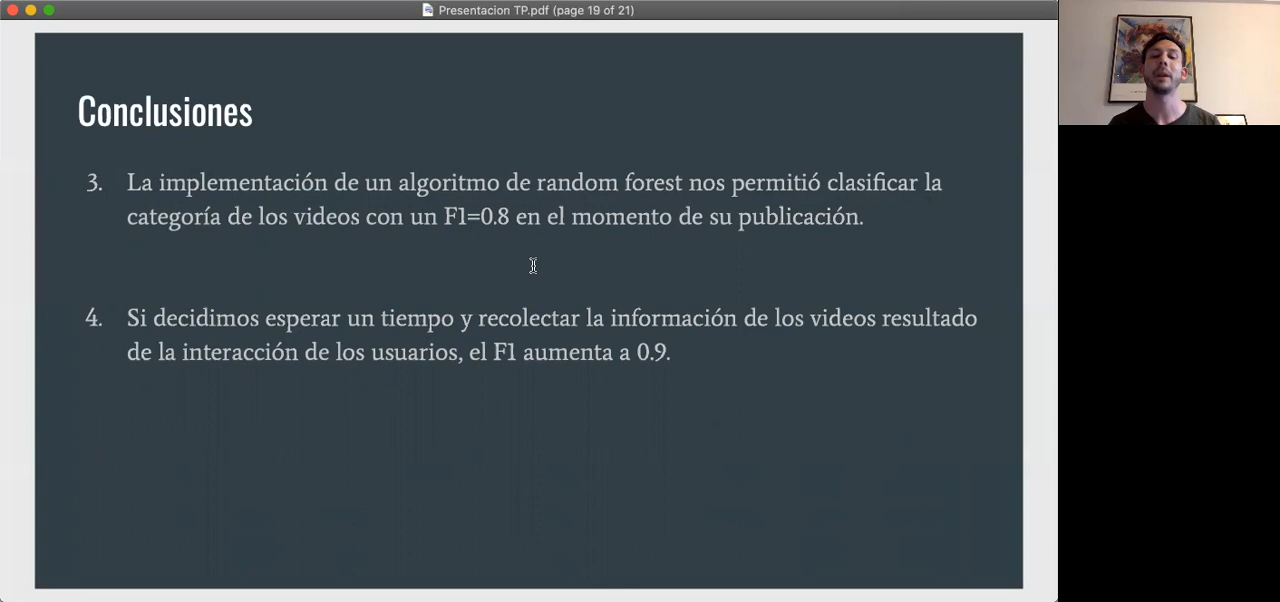 Presentacion TP.pdf (page 19 of 21)
Conclusiones
3. La implementación de un algoritmo de random forest nos permitió clasificar la
categoría de los videos con un F1=0.8 en el momento de su publicación.
4. Si decidimos esperar un tiempo y recolectar la información de los videos resultado
de la interacción de los usuarios, el F1 aumenta a 0.9.